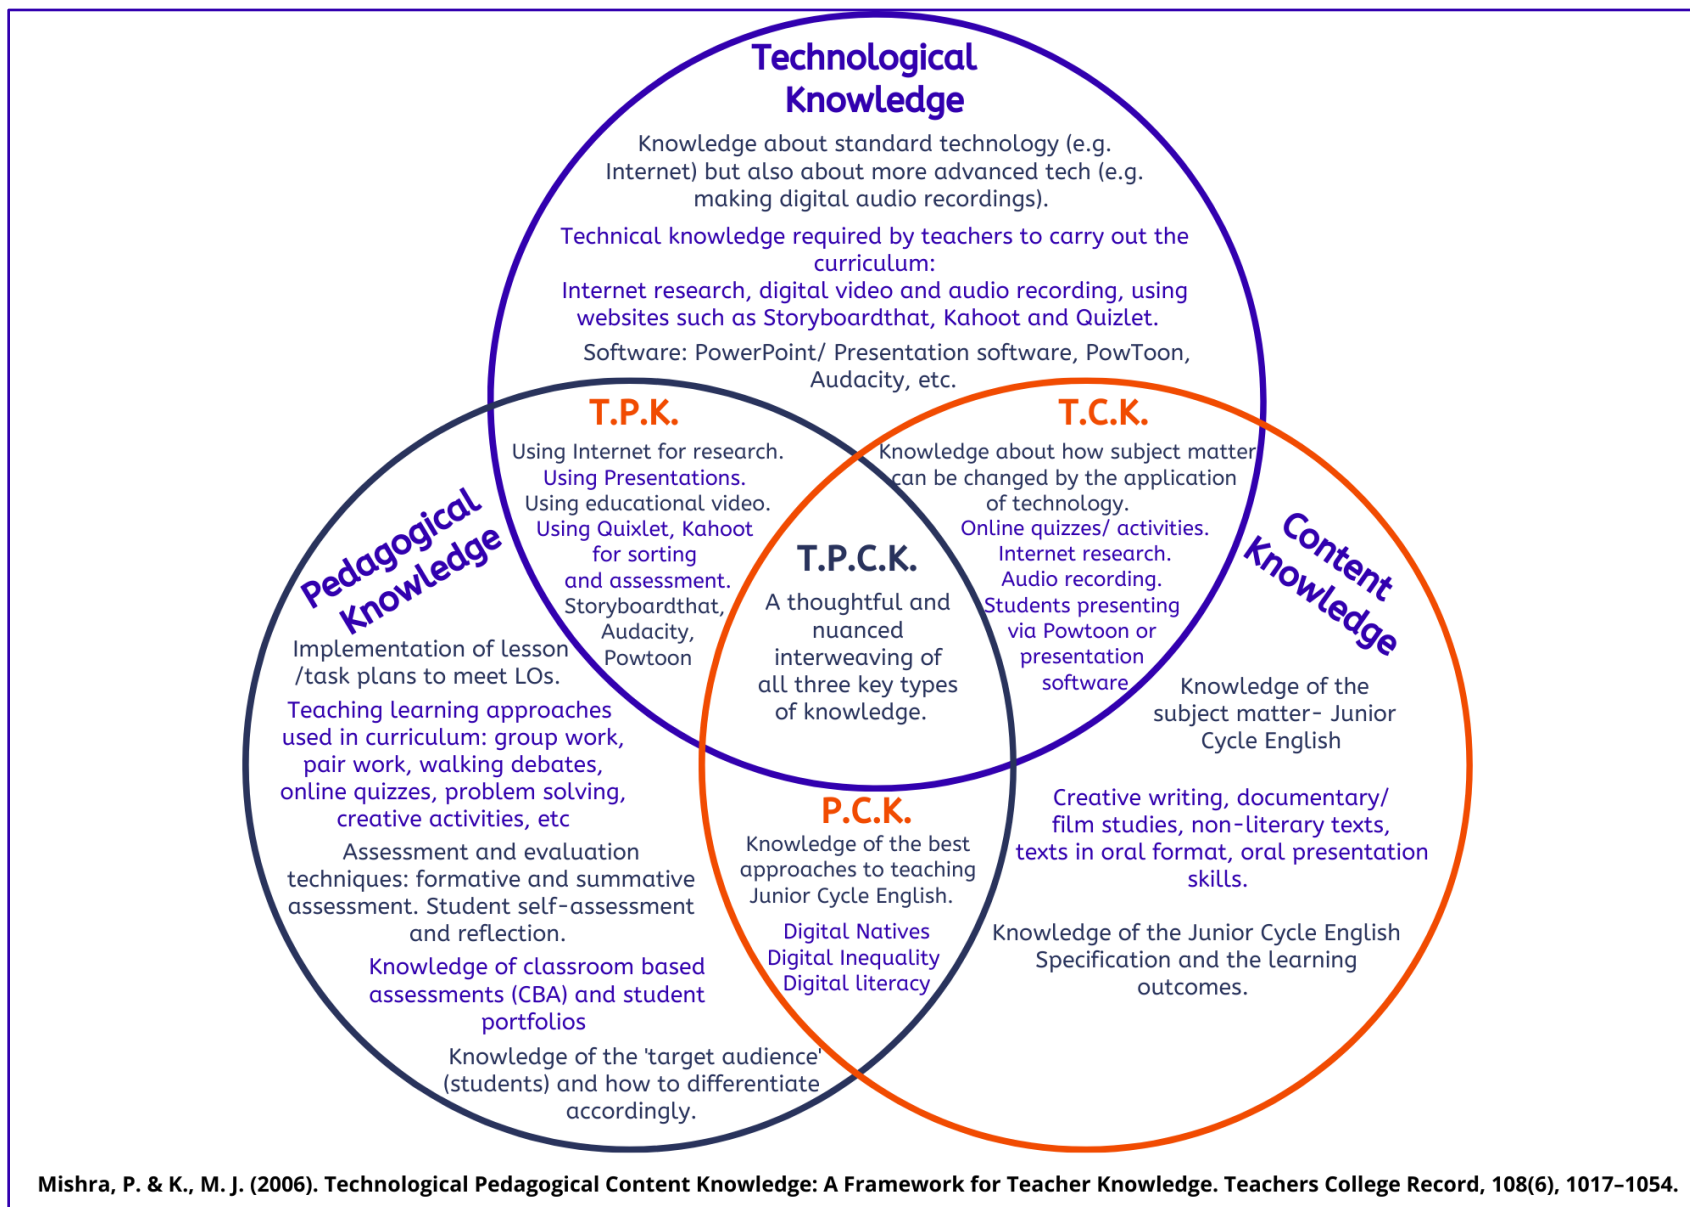 Technological
Knowledge
Knowledge about standard technology (e.g.
Internet) but also about more advanced tech (e.g.
making digital audio recordings).
Technical knowledge required by teachers to carry out the
curriculum:
Internet research, digital video and audio recording, using
websites such as Storyboardthat, Kahoot and Quizlet.
Software: PowerPoint/ Presentation software, PowToon,
Audacity, etc.
T.P.K.
Using Internet for research.
Using Presentations.
Using educational video.
Using Quixlet, Kahoot
for sorting
and assessment.
Storyboardthat,
Audacity,
Powtoon
T.C.K.
Knowledge about how subject matter
can be changed by the application
of technology.
Online quizzes/ activities.
Internet research.
Audio recording.
Students presenting
via Powtoon or
presentation
software
T.P.C.K.
A thoughtful and
nuanced
interweaving of
all three key types
of knowledge.
Pedagogical
Knowledge
Implementation of lesson
/task plans to meet LOs.
Teaching learning approaches
used in curriculum: group work,
pair work, walking debates,
online quizzes, problem solving,
creative activities, etc
Assessment and evaluation
techniques: formative and summative
assessment. Student self-assessment
and reflection.
Knowledge of classroom based
assessments (CBA) and student
portfolios
Knowledge of the 'target audience'
(students) and how to differentiate
accordingly.
P.C.K.
Knowledge of the best
approaches to teaching
Junior Cycle English.
Digital Natives
Digital Inequality
Digital literacy
Content
Knowledge
Knowledge of the
subject matter- Junior
Cycle English
Creative writing, documentary/
film studies, non-literary texts,
texts in oral format, oral presentation
skills.
Knowledge of the Junior Cycle English
Specification and the learning
outcomes.
Mishra, P. & K., M. J. (2006). Technological Pedagogical Content Knowledge: A Framework for Teacher Knowledge. Teachers College Record, 108(6), 1017–1054.